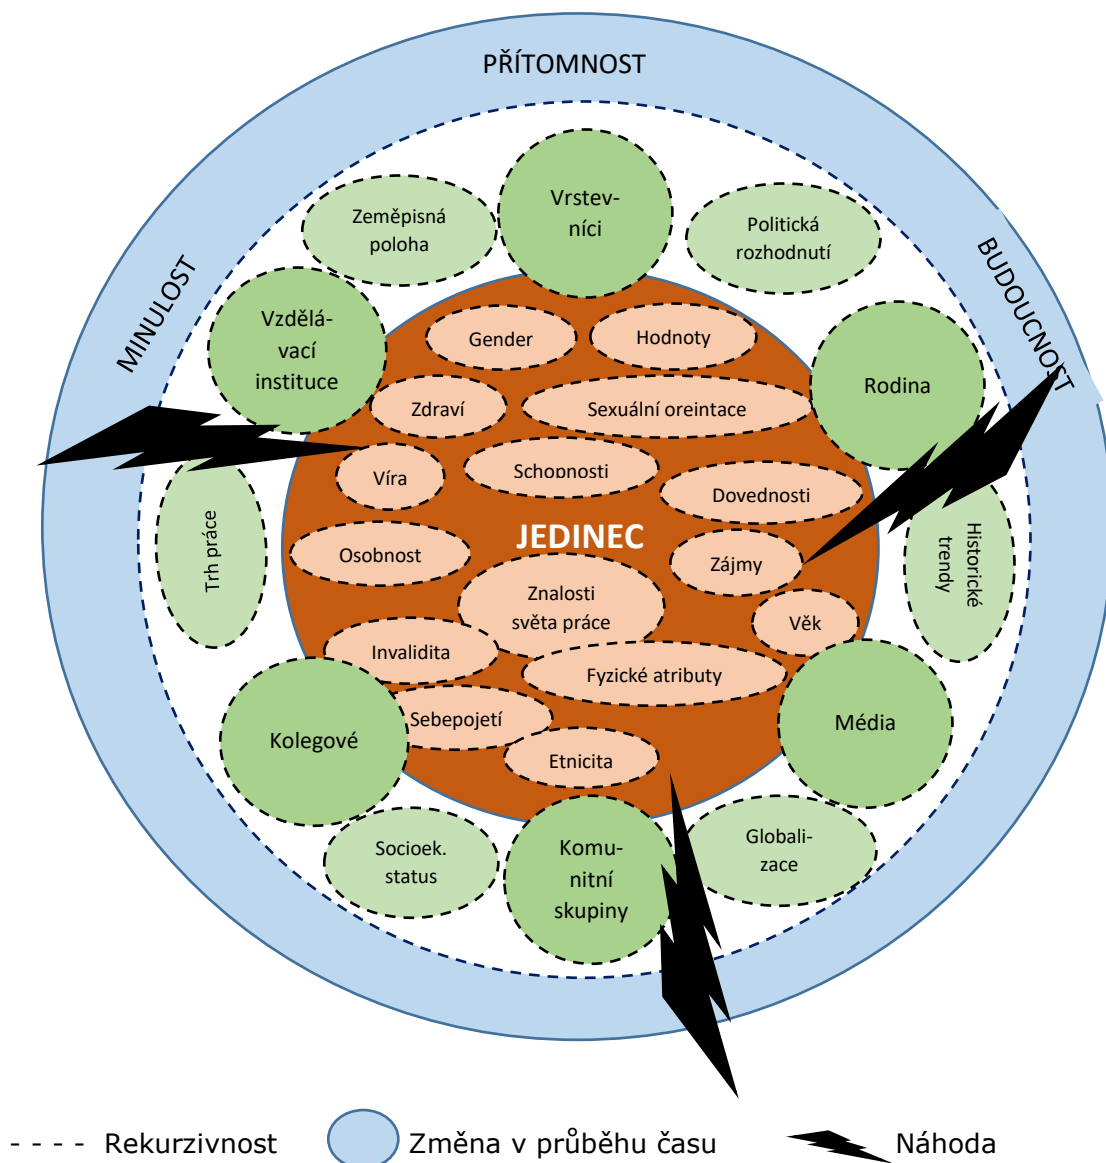 PŘÍTOMNOST
MINULOST
BUDOUCNOST
Vrstev-
níci
Zeměpisná
poloha
Politická
rozhodnutí
Vzdělá-
vací
instituce
Rodina
Gender
Hodnoty
Zdraví
Sexuální oreintace
Víra
Schopnosti
Dovednosti
JEDINEC
Osobnost
Zájmy
Trh práce
Historické
trendy
Znalosti
světa práce
Věk
Invalidita
Fyzické atributy
Sebepojetí
Kolegové
Média
Etnicita
Socioek.
status
Komu-
nitní
skupiny
Globali-
zace
- - - - Rekurzivnost
Změna v průběhu času
Náhoda